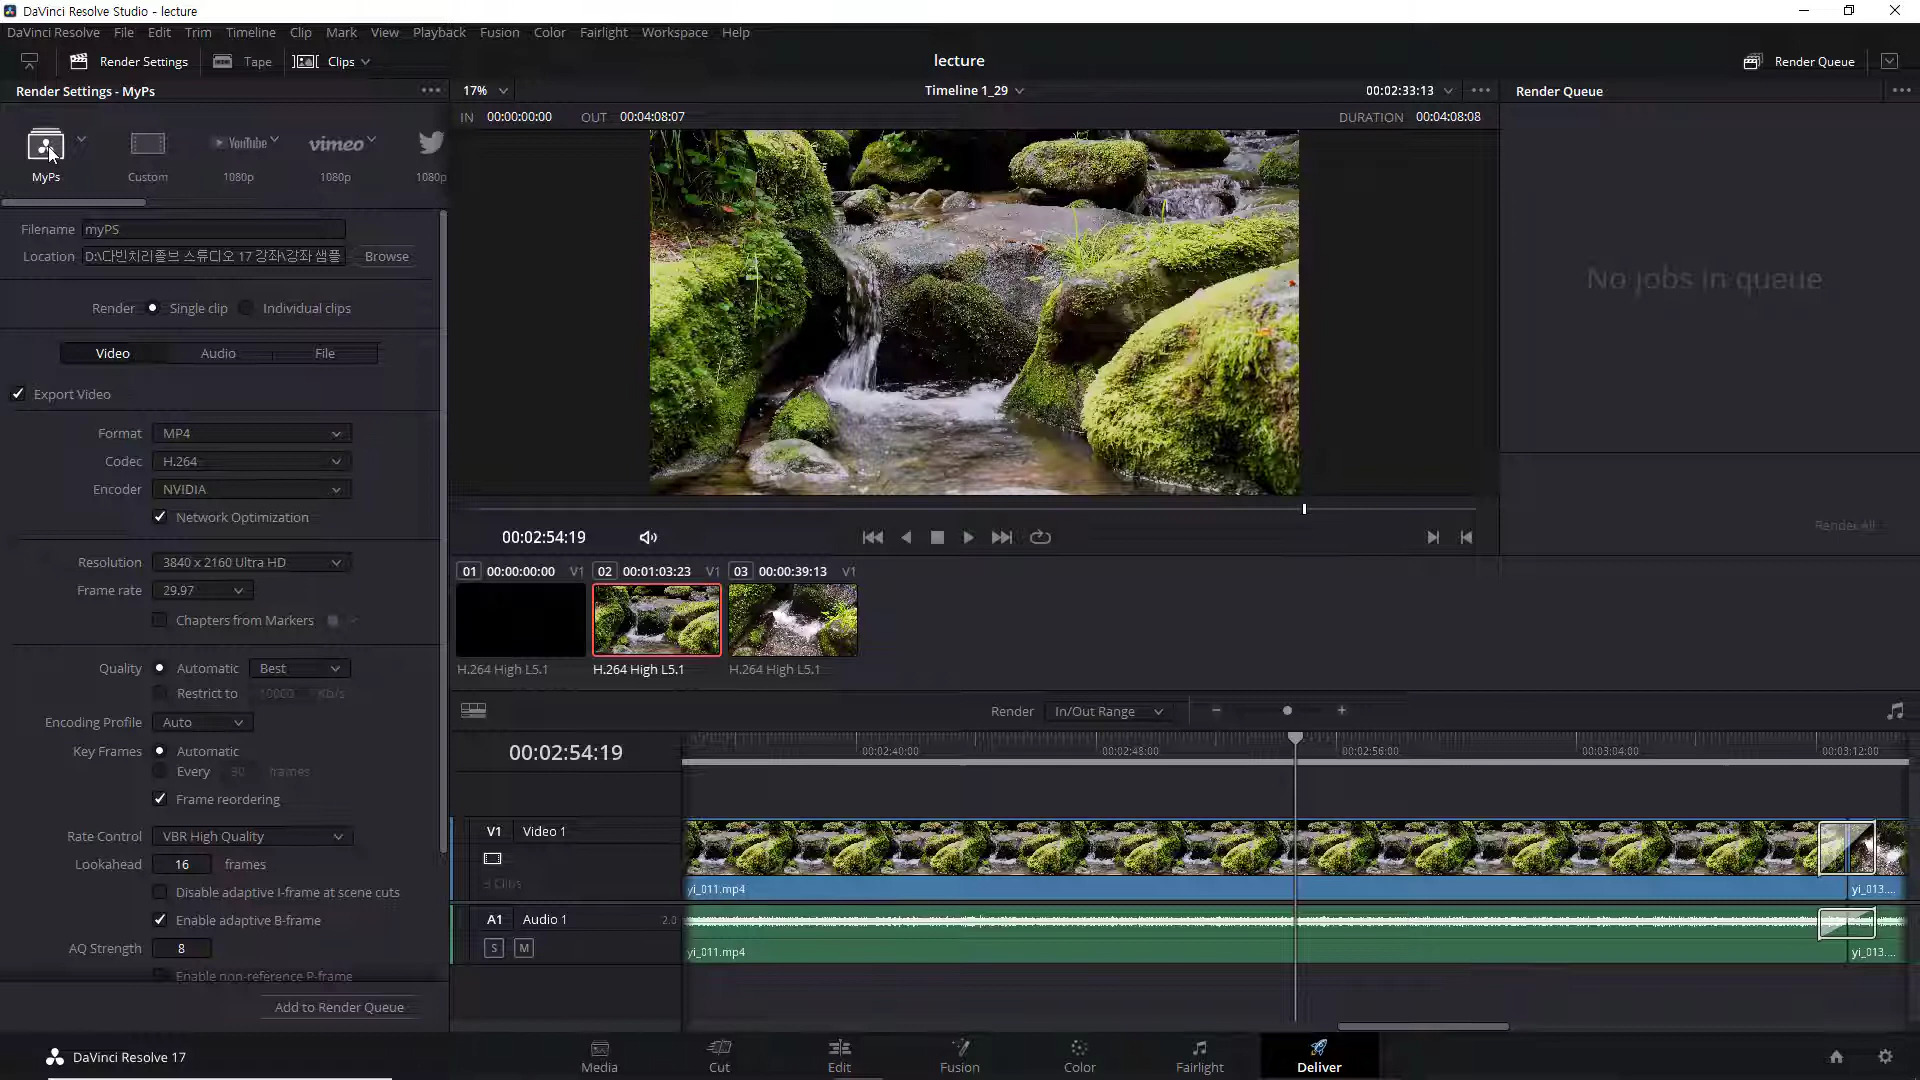 DaVinci Resolve Studio - lecture
DaVinci Resolve File Edit Trim Timeline Clip Mark View Playback Fusion Color Fairlight Workspace Help
Render Settings Tape Clips lecture Render Queue
Render Settings - MyPs 17% Timeline 1_29 00:02:33:13 Render Queue
IN 00:00:00:00 OUT 00:04:08:07 DURATION 00:04:08:08
YouTube vimeo
MyPs Custom 1080p 1080p 1080p
Filename myPS
Location D:\다빈치리졸브 스튜디오 17 강좌\강좌 샘플 Browse
No jobs in queue
Render Single clip Individual clips
Video Audio File
Export Video
Format MP4
Codec H.264
Encoder NVIDIA
Network Optimization
Render All
00:02:54:19
Resolution 3840 x 2160 Ultra HD
Frame rate 29.97
Chapters from Markers
01 00:00:00:00 V1 02 00:01:03:23 V1 03 00:00:39:13 V1
H.264 High L5.1 H.264 High L5.1 H.264 High L5.1
Quality Automatic Best
Restrict to 10000 Kb/s
Encoding Profile Auto
Render In/Out Range
Key Frames Automatic
Every 30 frames
Frame reordering
00:02:54:19 00:02:40:00 00:02:48:00 00:02:56:00 00:03:04:00 00:03:12:00
Rate Control VBR High Quality
Lookahead 16 frames
Disable adaptive I-frame at scene cuts
Enable adaptive B-frame
AQ Strength 8
Enable non-reference P-frame
Add to Render Queue
V1 Video 1
3 Clips
yi_011.mp4 yi_013....
A1 Audio 1 2.0
S M
yi_011.mp4 yi_013....
DaVinci Resolve 17
Media Cut Edit Fusion Color Fairlight Deliver